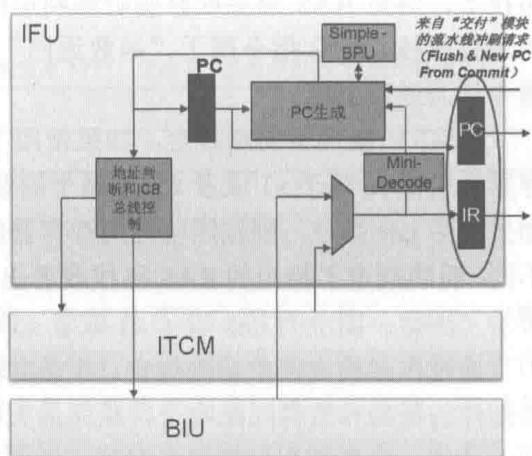 IFU
Simple-
BPU
来自“交付”模块
的流水线冲刷请求
(Flush & New PC
From Commit)
PC
PC生成
PC
地址判
断和ICB
总线控
制
Mini-
Decode
IR
ITCM
BIU